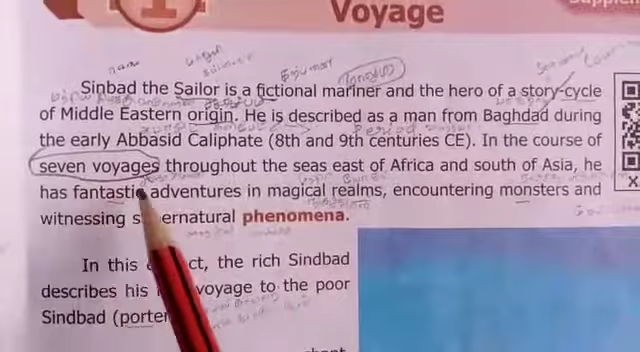 Voyage
Sinbad the Sailor is a fictional mariner and the hero of a story-cycle
of Middle Eastern origin. He is described as a man from Baghdad during
the early Abbasid Caliphate (8th and 9th centuries CE). In the course of
seven voyages throughout the seas east of Africa and south of Asia, he
has fantastic adventures in magical realms, encountering monsters and
witnessing phenomena.
In this the rich Sindbad
describes his voyage to the poor
Sindbad (porter